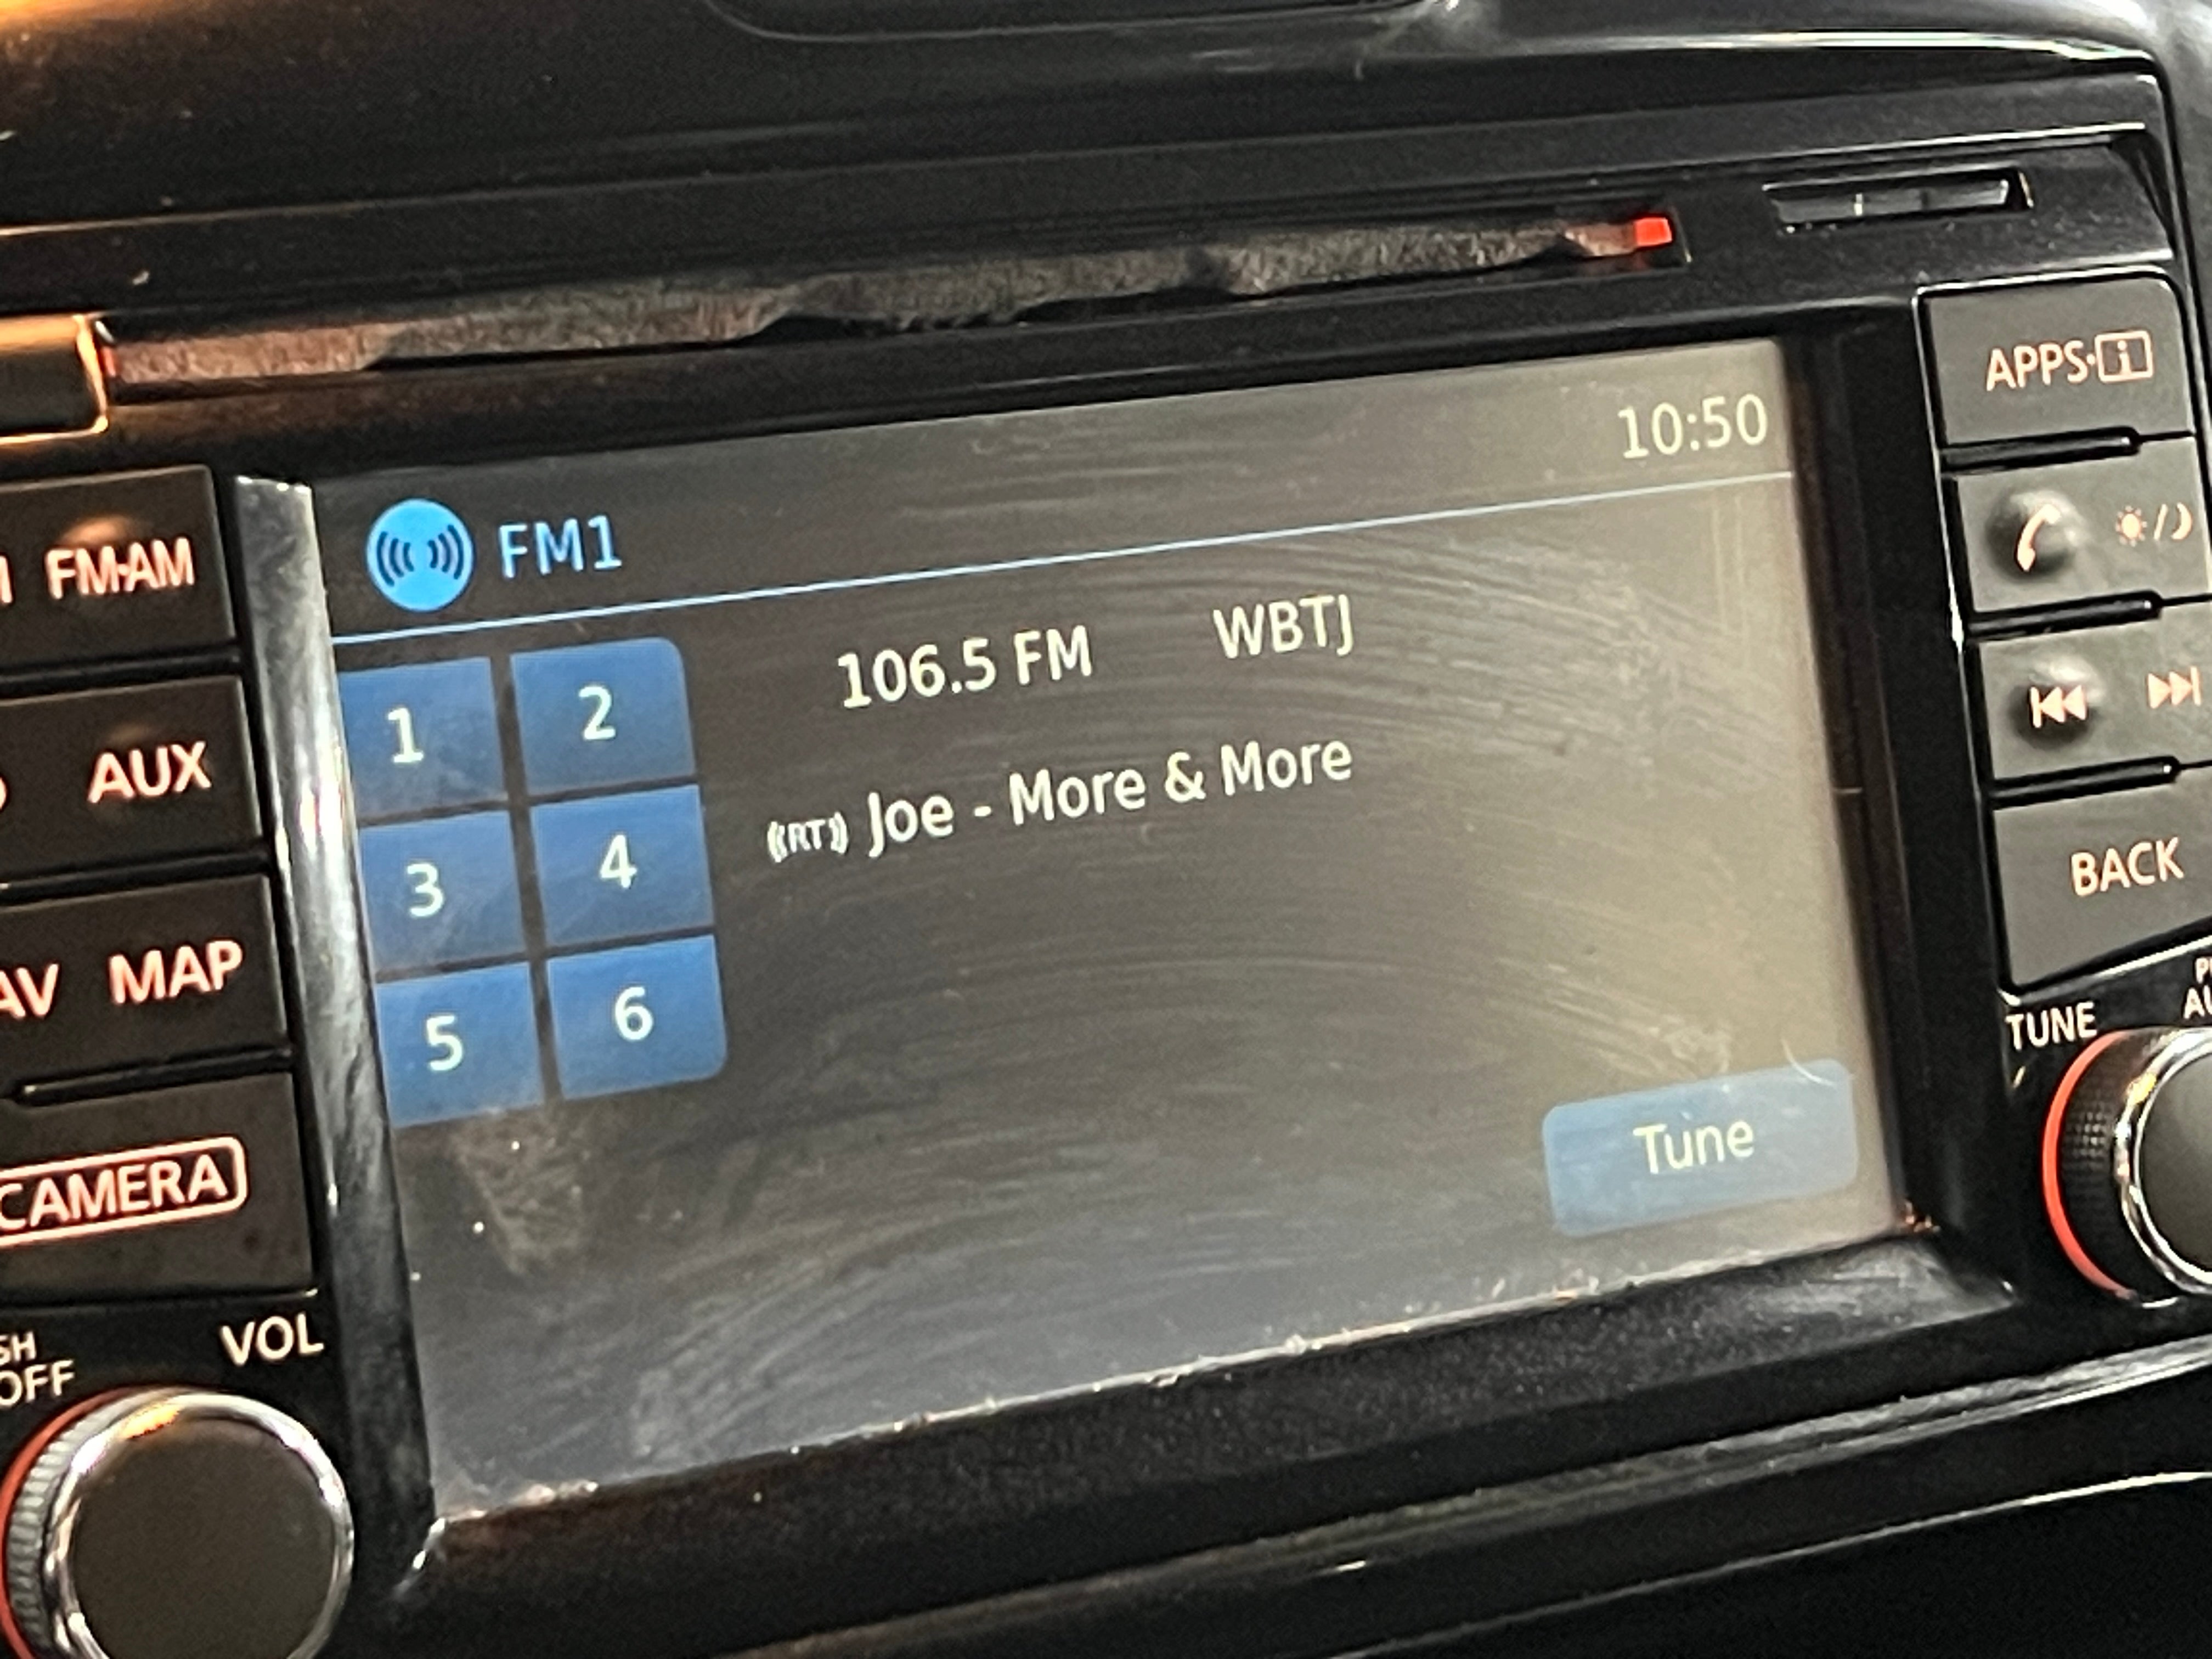 10:50
FM1
106.5 FM WBTJ
((RT)) Joe - More & More
1 2
3 4
5 6
Tune
FM·AM
AUX
MAP
CAMERA
VOL
OFF
APPS·i
BACK
TUNE